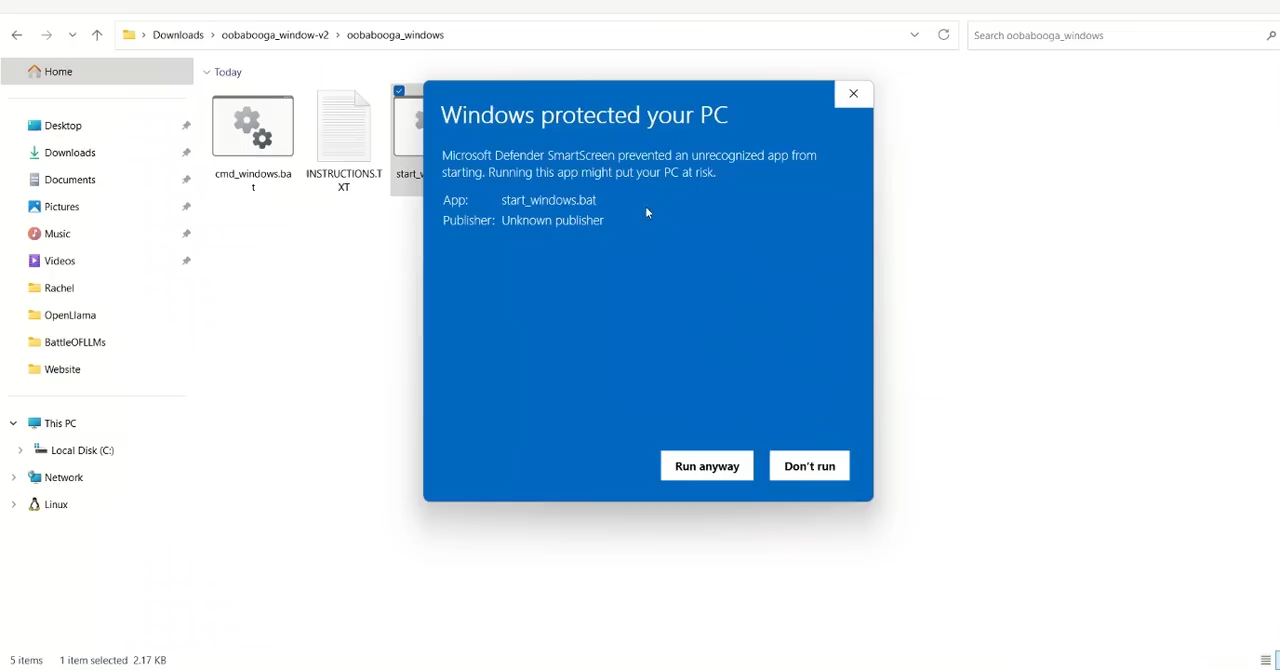 Downloads > oobabooga_window-v2 > oobabooga_windows
Search oobabooga_windows
Home
Desktop
Downloads
Documents
Pictures
Music
Videos
Rachel
OpenLlama
BattleOFLLMs
Website
This PC
Local Disk (C:)
Network
Linux
Today
cmd_windows.ba
t
INSTRUCTIONS.T
XT
start_w
Windows protected your PC
Microsoft Defender SmartScreen prevented an unrecognized app from
starting. Running this app might put your PC at risk.
App: start_windows.bat
Publisher: Unknown publisher
Run anyway
Don't run
5 items 1 item selected 2.17 KB